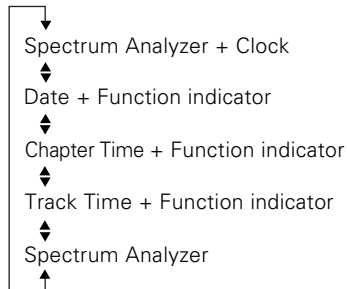 Spectrum Analyzer + Clock
Date + Function indicator
Chapter Time + Function indicator
Track Time + Function indicator
Spectrum Analyzer